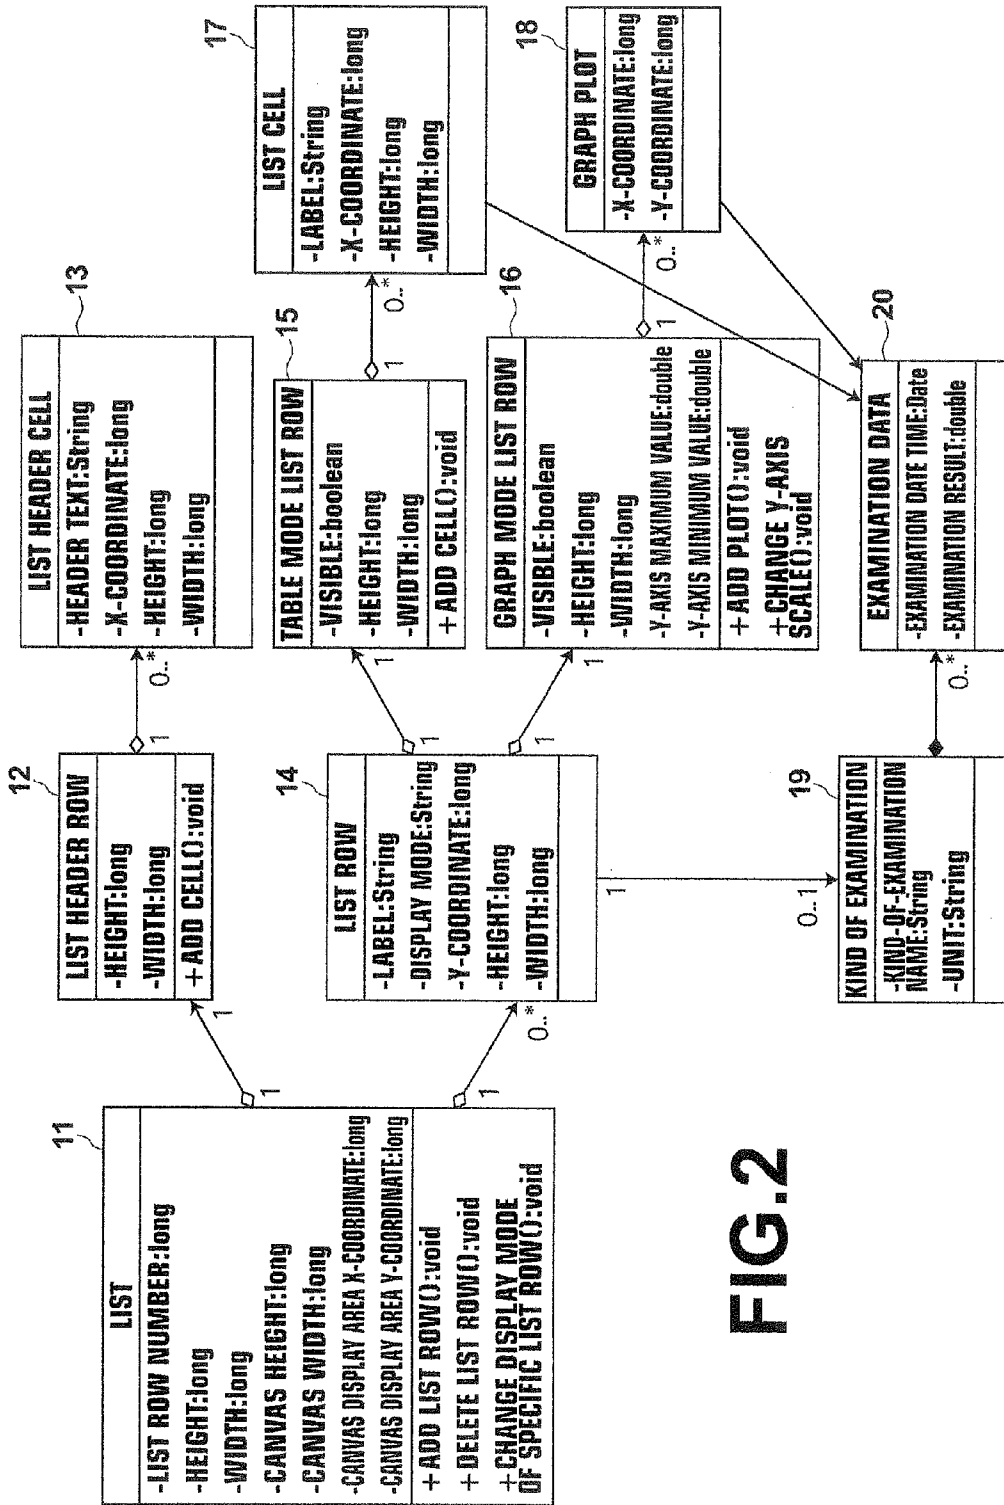 11
LIST
-LIST ROW NUMBER:long
-HEIGHT:long
-WIDTH:long
-CANVAS HEIGHT:long
-CANVAS WIDTH:long
-CANVAS DISPLAY AREA X-COORDINATE:long
-CANVAS DISPLAY AREA Y-COORDINATE:long
+ADD LIST ROW():void
+DELETE LIST ROW():void
+CHANGE DISPLAY MODE
OF SPECIFIC LIST ROW():void
1
1
1
0..*
12
LIST HEADER ROW
-HEIGHT:long
-WIDTH:long
+ADD CELL():void
1
0..*
13
LIST HEADER CELL
-HEADER TEXT:String
-X-COORDINATE:long
-HEIGHT:long
-WIDTH:long
14
LIST ROW
-LABEL:String
-DISPLAY MODE:String
-Y-COORDINATE:long
-HEIGHT:long
-WIDTH:long
1
1
1
1
1
0..1
15
TABLE MODE LIST ROW
-VISIBLE:boolean
-HEIGHT:long
-WIDTH:long
+ADD CELL():void
1
0..*
17
LIST CELL
-LABEL:String
-X-COORDINATE:long
-HEIGHT:long
-WIDTH:long
16
GRAPH MODE LIST ROW
-VISIBLE:boolean
-HEIGHT:long
-WIDTH:long
-Y-AXIS MAXIMUM VALUE:double
-Y-AXIS MINIMUM VALUE:double
+ADD PLOT():void
+CHANGE Y-AXIS
SCALE():void
1
0..*
18
GRAPH PLOT
-X-COORDINATE:long
-Y-COORDINATE:long
19
KIND OF EXAMINATION
-KIND-OF-EXAMINATION
NAME:String
-UNIT:String
0..*
20
EXAMINATION DATA
-EXAMINATION DATE TIME:Date
-EXAMINATION RESULT:double
FIG.2